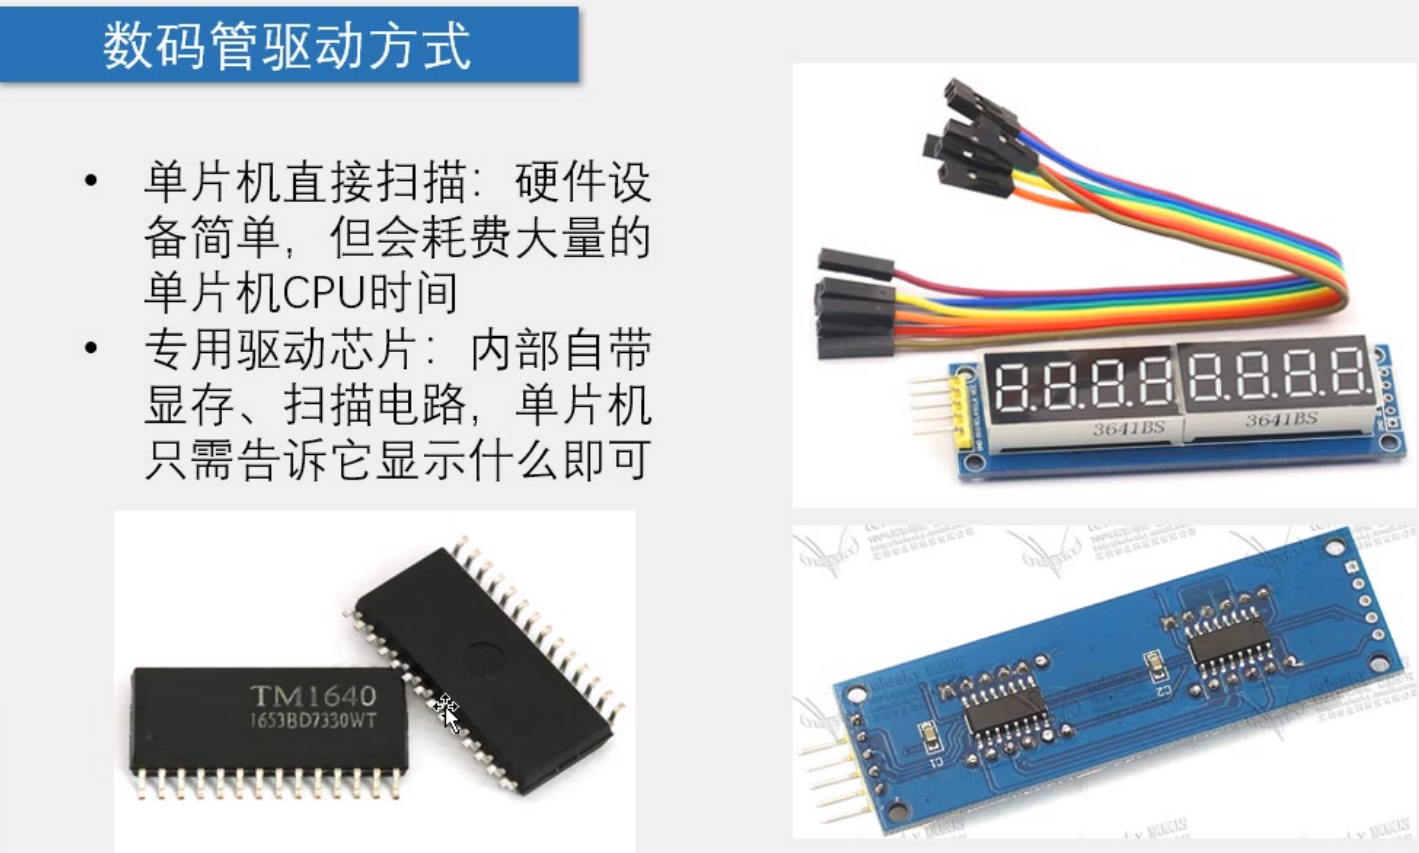 数码管驱动方式
• 单片机直接扫描：硬件设
备简单，但会耗费大量的
单片机CPU时间
• 专用驱动芯片：内部自带
显存、扫描电路，单片机
只需告诉它显示什么即可
TM1640
1653BD7330WT
3641BS
3641BS
C1
C2